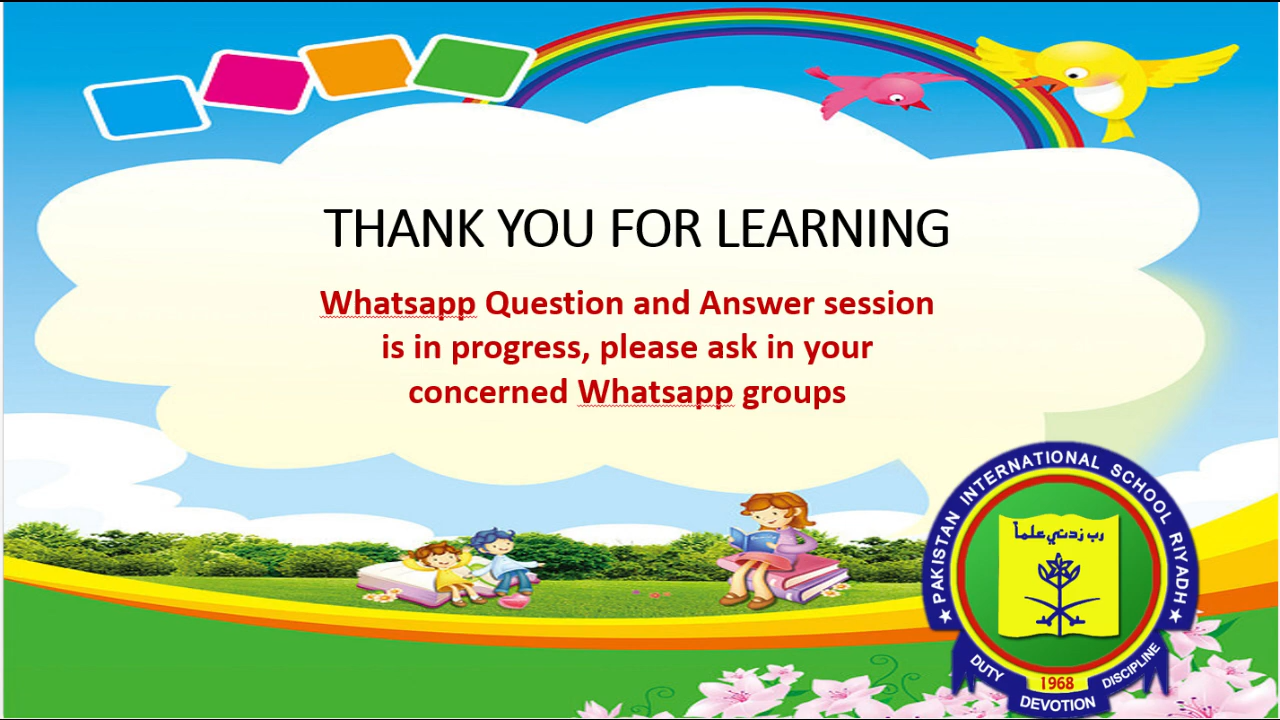 THANK YOU FOR LEARNING
Whatsapp Question and Answer session
is in progress, please ask in your
concerned Whatsapp groups
PAKISTAN INTERNATIONAL SCHOOL RIYADH
رب زدني علماً
DUTY
1968
DISCIPLINE
DEVOTION